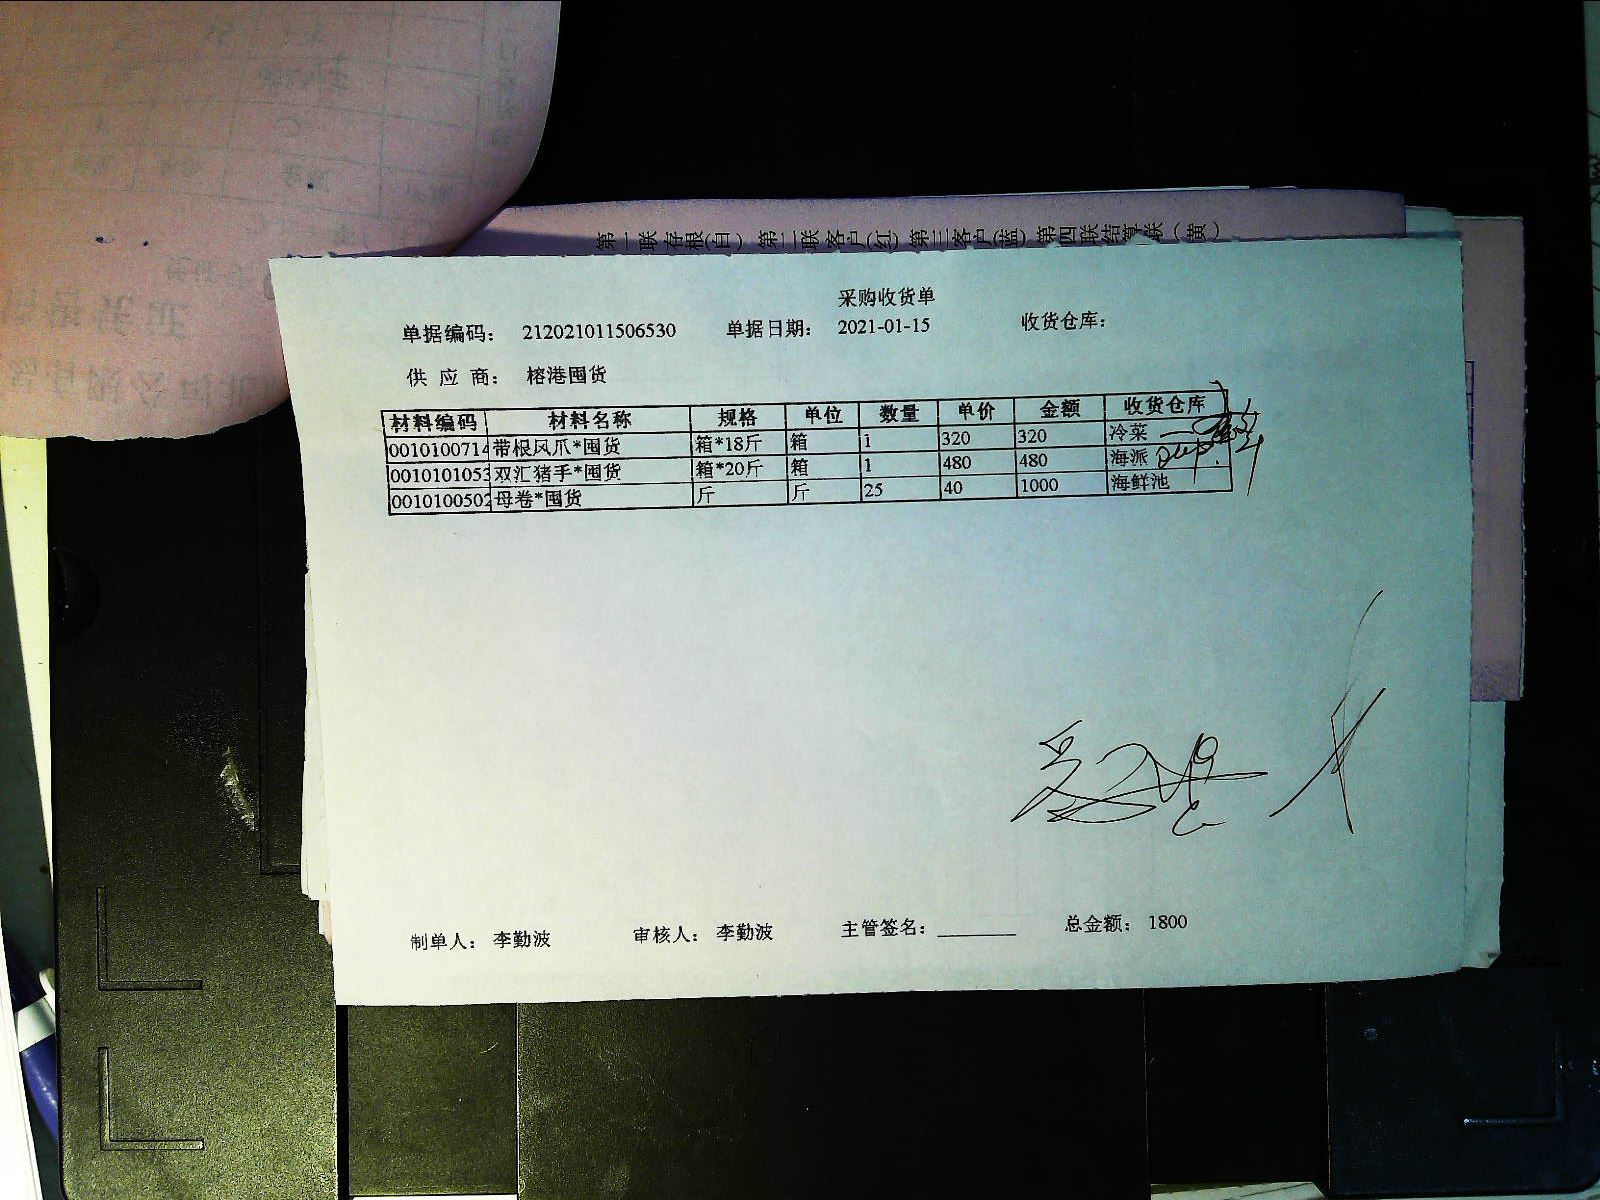 第一联存根(白) 第二联客户(红) 第三客户(蓝) 第四联结算联(黄)
采购收货单
单据编码: 212021011506530 单据日期: 2021-01-15 收货仓库:
供 应 商: 榕港囤货
材料编码 材料名称 规格 单位 数量 单价 金额 收货仓库
0010100714 带根风爪*囤货 箱*18斤 箱 1 320 320 冷菜
0010101053 双汇猪手*囤货 箱*20斤 箱 1 480 480 海派
0010100502 母卷*囤货 斤 斤 25 40 1000 海鲜池
制单人: 李勤波 审核人: 李勤波 主管签名: 总金额: 1800